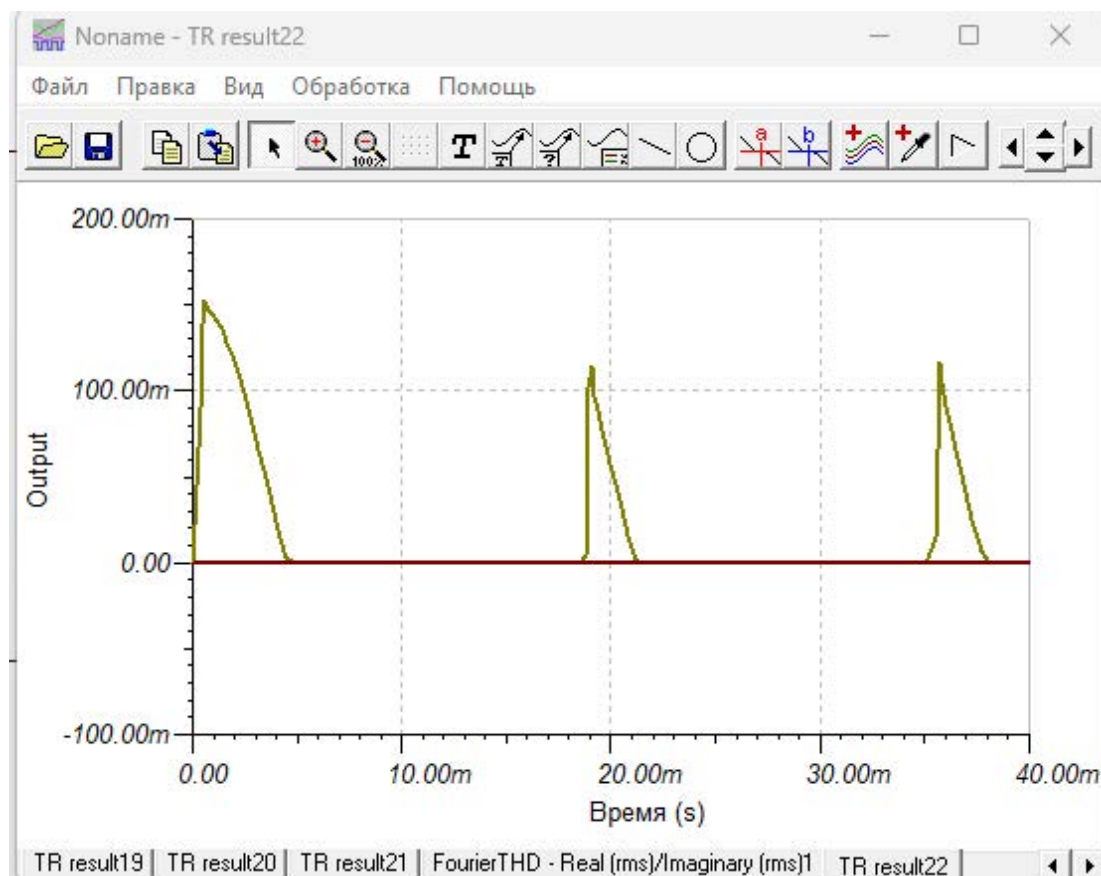 Noname - TR result22
Файл Правка Вид Обработка Помощь
100%
T
a
b
200.00m
100.00m
Output
0.00
-100.00m
0.00 10.00m 20.00m 30.00m 40.00m
Время (s)
TR result19 TR result20 TR result21 FourierTHD - Real (rms)/Imaginary (rms)1 TR result22